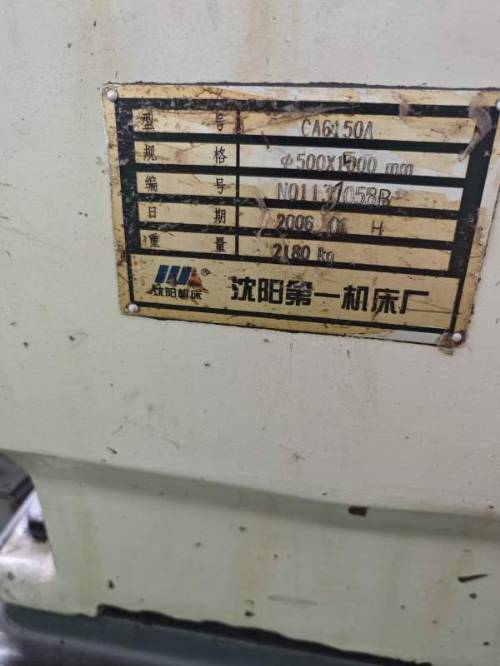 型 号 CA6150A
规 格 φ500X1500 mm
编 号
日 期 2006
重 量 2180 kg
沈阳机床 沈阳第一机床厂